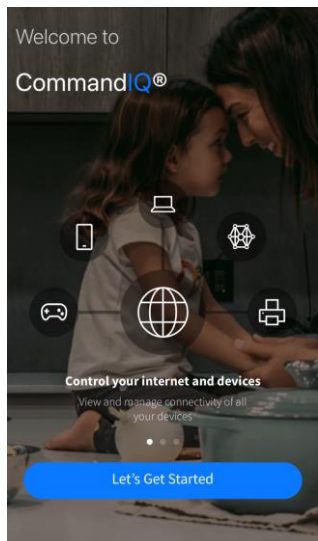 Welcome to
CommandIQ®
Control your internet and devices
View and manage connectivity of all
your devices
Let's Get Started